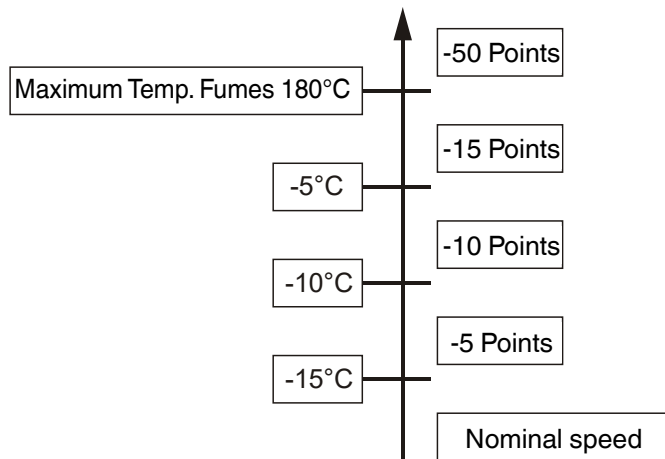 -50 Points
Maximum Temp. Fumes 180°C
-15 Points
-5°C
-10 Points
-10°C
-5 Points
-15°C
Nominal speed